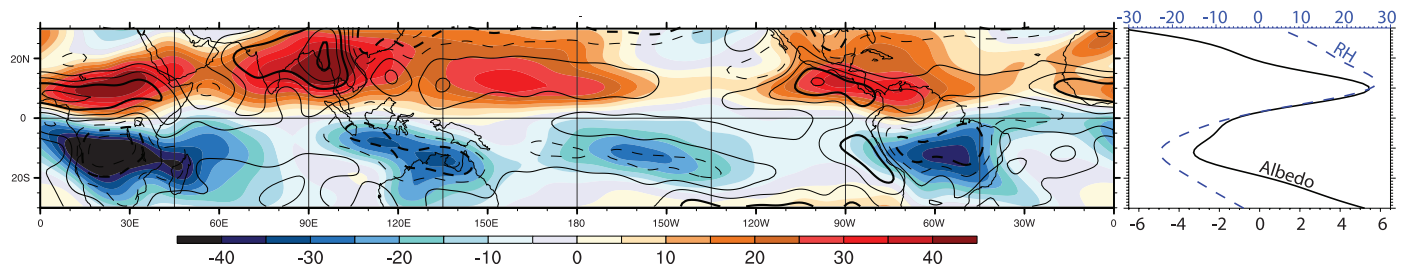 -30 -20 -10 0 10 20 30
20N
0
20S
RH
Albedo
0 30E 60E 90E 120E 150E 180 150W 120W 90W 60W 30W 0
-6 -4 -2 0 2 4 6
-40 -30 -20 -10 0 10 20 30 40